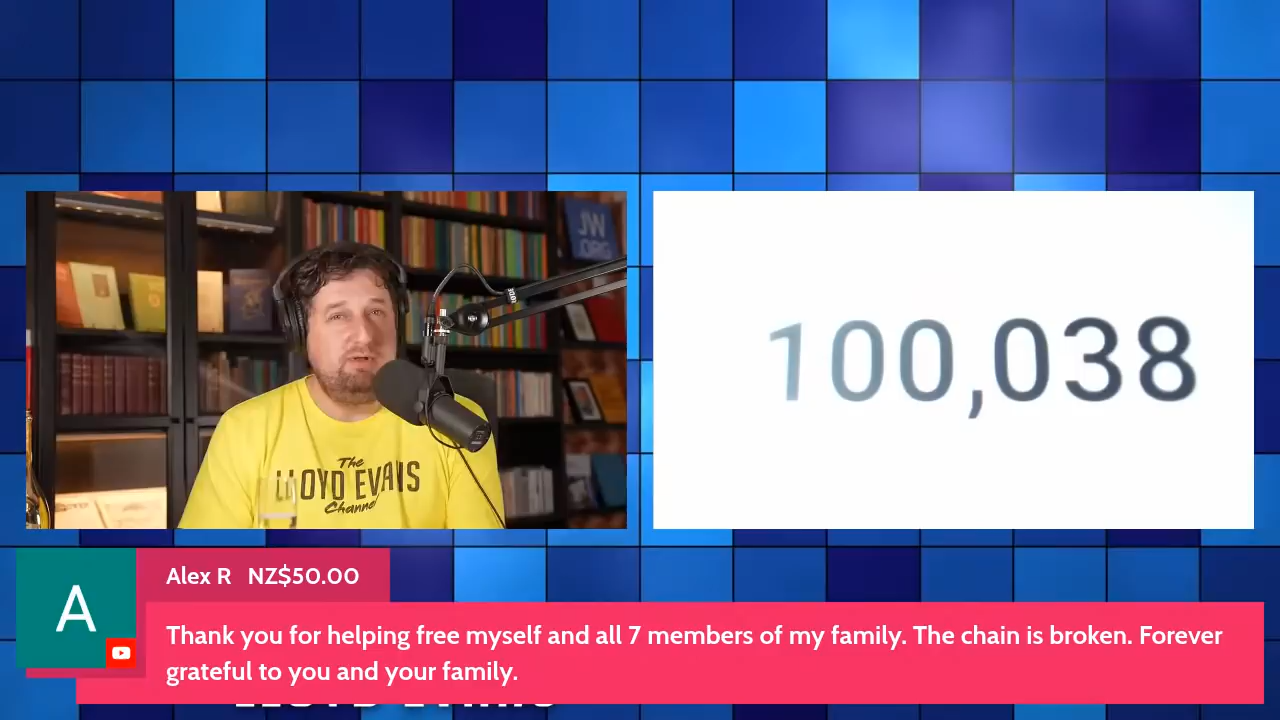 JW
.ORG
The
LLOYD EVANS
Channel
100,038
A
Alex R NZ$50.00
Thank you for helping free myself and all 7 members of my family. The chain is broken. Forever
grateful to you and your family.